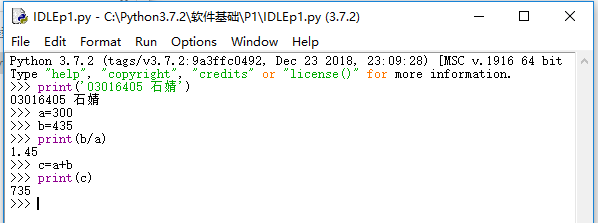 IDLEp1.py - C:\Python3.7.2\软件基础\P1\IDLEp1.py (3.7.2)
File Edit Format Run Options Window Help
Python 3.7.2 (tags/v3.7.2:9a3ffc0492, Dec 23 2018, 23:09:28) [MSC v.1916 64 bit
Type "help", "copyright", "credits" or "license()" for more information.
>>> print('03016405 石婧')
03016405 石婧
>>> a=300
>>> b=435
>>> print(b/a)
1.45
>>> c=a+b
>>> print(c)
735
>>>